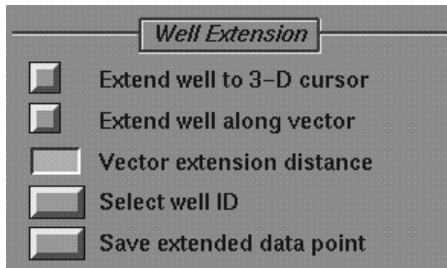 Well Extension
Extend well to 3-D cursor
Extend well along vector
Vector extension distance
Select well ID
Save extended data point